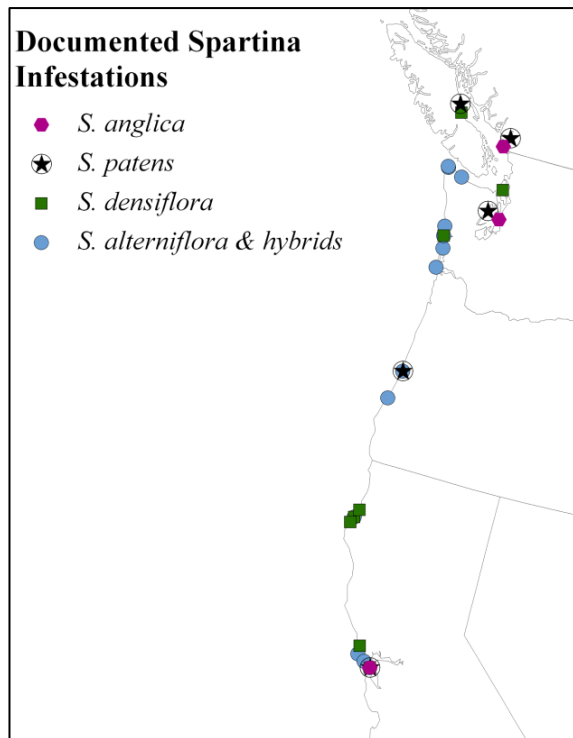 Documented Spartina
Infestations
S. anglica
S. patens
S. densiflora
S. alterniflora & hybrids